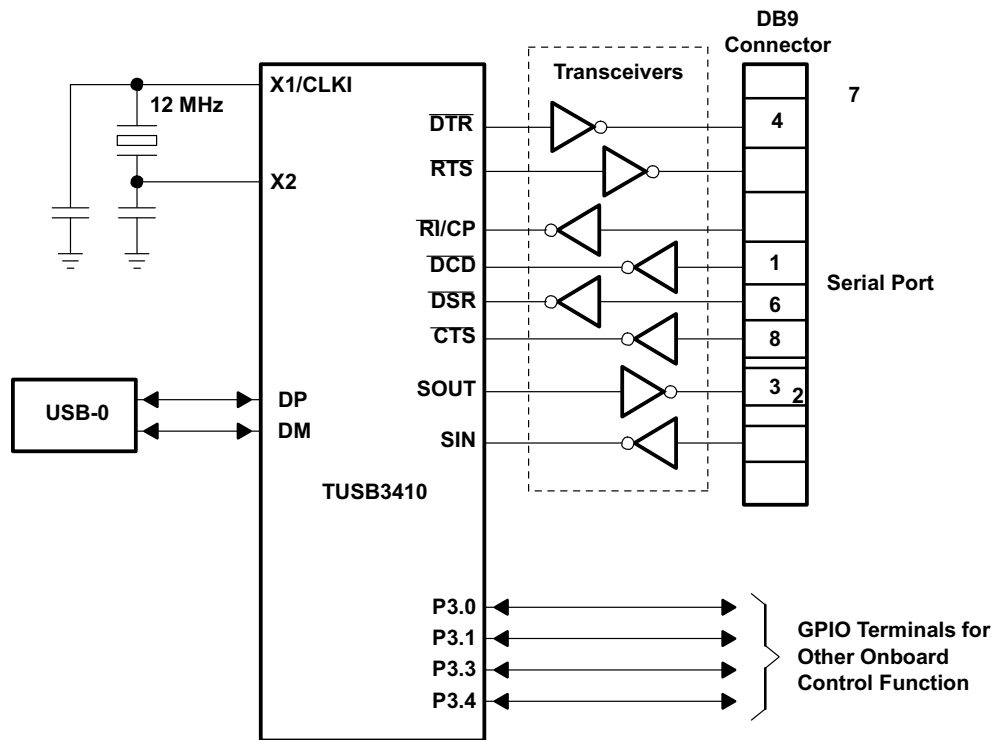 DB9
Connector
Transceivers
X1/CLKI
12 MHz
X2
DTR
RTS
RI/CP
DCD
DSR
CTS
SOUT
SIN
7
4
1
6
8
3
2
Serial Port
USB-0
DP
DM
TUSB3410
P3.0
P3.1
P3.3
P3.4
GPIO Terminals for
Other Onboard
Control Function